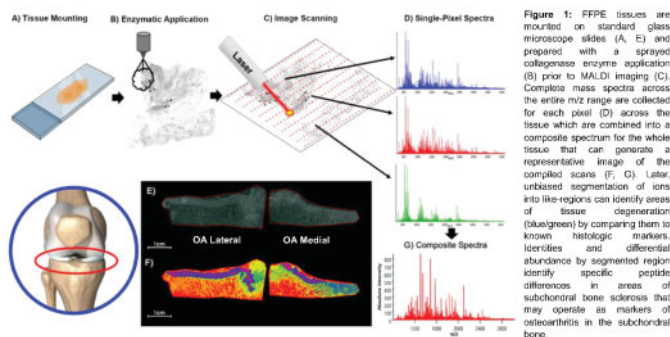 A) Tissue Mounting
B) Enzymatic Application
C) Image Scanning
D) Single-Pixel Spectra
Laser
E)
1cm
OA Lateral
OA Medial
F)
1cm
G) Composite Spectra
Absolute Intensity
m/z
Figure 1: FFPE tissues are
mounted on standard glass
microscope slides (A, E) and
prepared with a sprayed
collagenase enzyme application
(B) prior to MALDI imaging (C).
Complete mass spectra across
the entire m/z range are collected
for each pixel (D) across the
tissue which are combined into a
composite spectrum for the whole
tissue that can generate a
representative image of the
compiled scans (F, G). Later,
unbiased segmentation of ions
into like-regions can identify areas
of tissue degeneration
(blue/green) by comparing them to
known histologic markers.
Identities and differential
abundance by segmented region
identify specific peptide
differences in areas of
subchondral bone sclerosis that
may operate as markers of
osteoarthritis in the subchondral
bone.